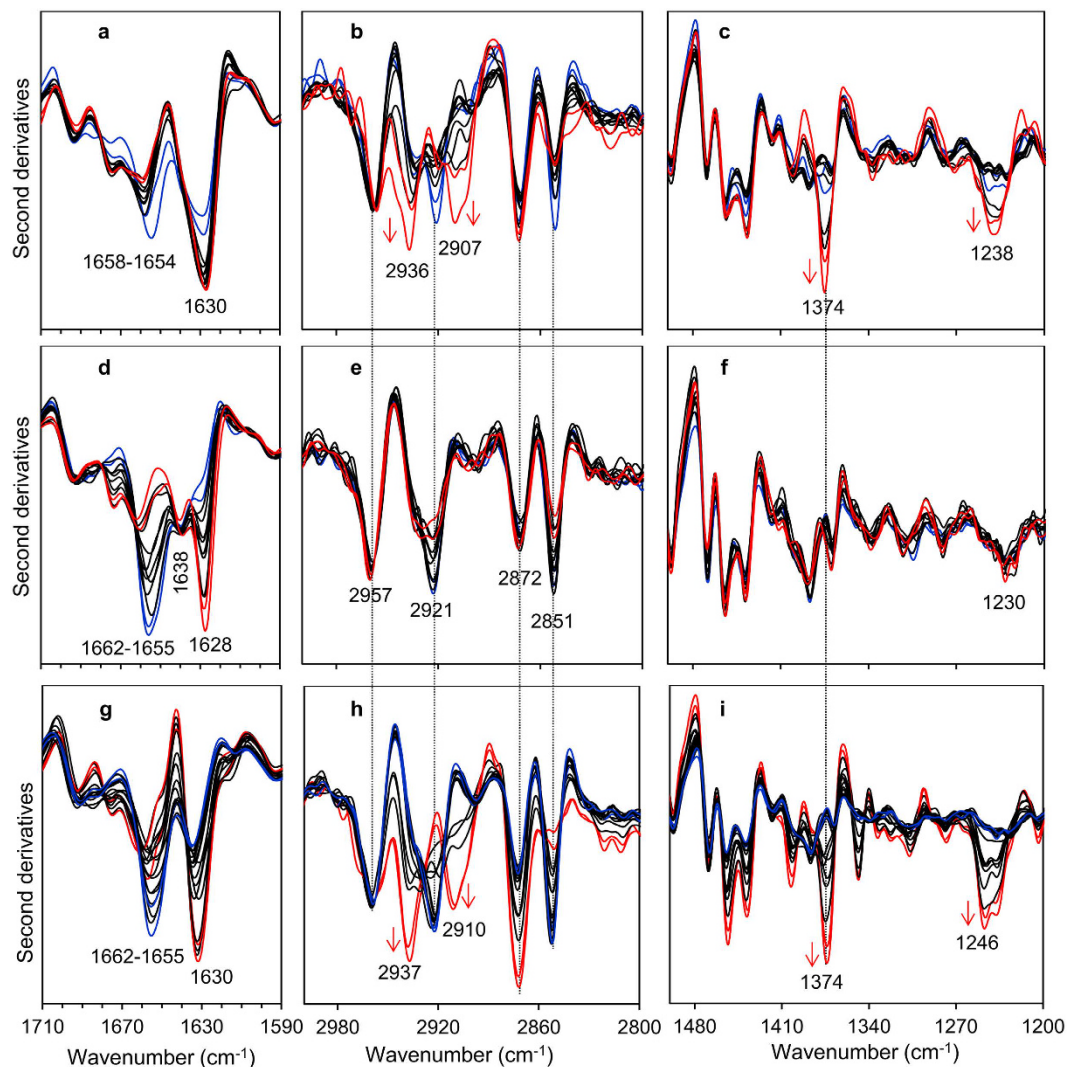 a b c
Second derivatives
1658-1654
1630
2936
2907
1374
1238
d e f
Second derivatives
1662-1655
1638
1628
2957
2921
2872
2851
1230
g h i
Second derivatives
1662-1655
1630
2937
2910
1374
1246
1710 1670 1630 1590
2980 2920 2860 2800
1480 1410 1340 1270 1200
Wavenumber (cm-1) Wavenumber (cm-1) Wavenumber (cm-1)